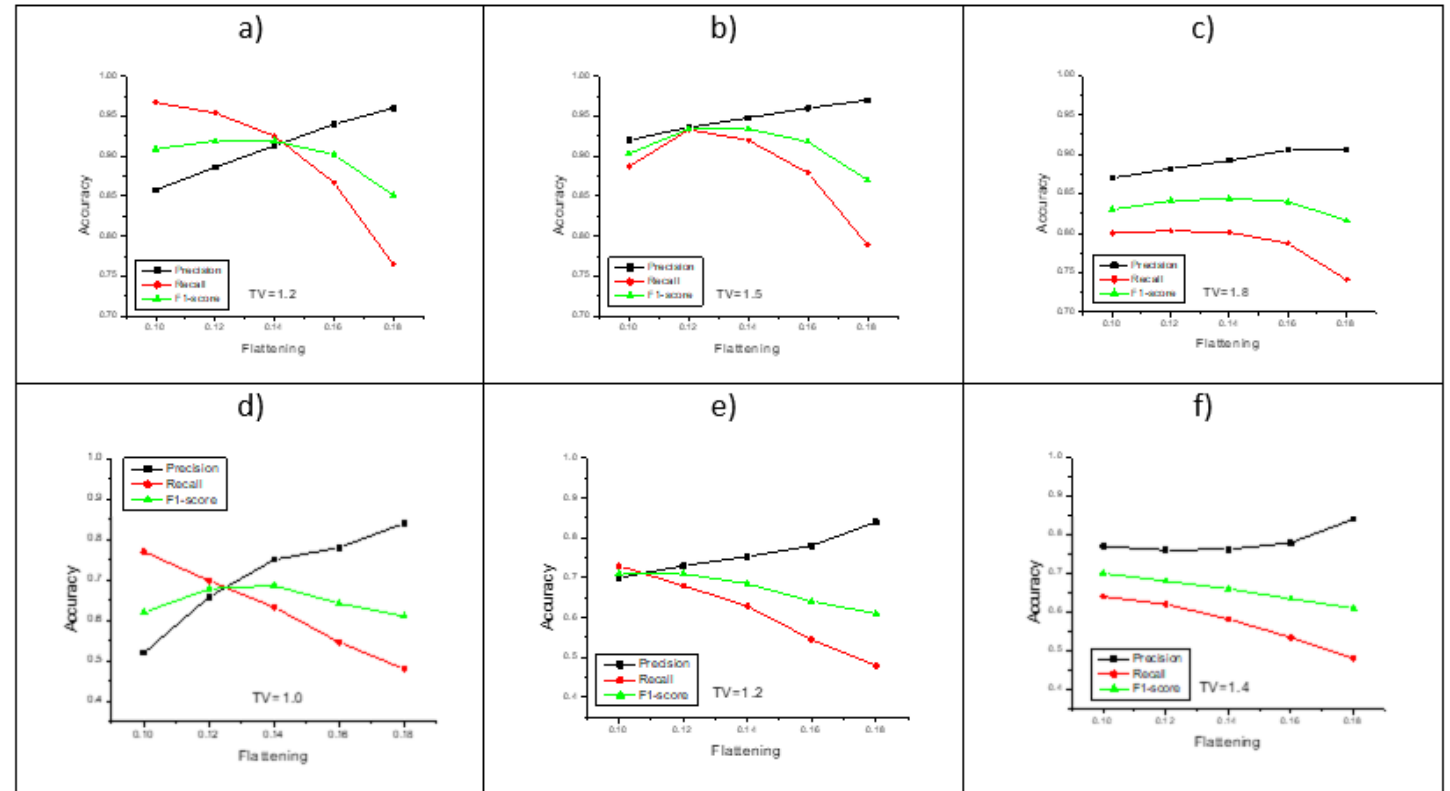 a)
1.00
0.95
0.90
0.85
0.80
0.75
0.70
Accuracy
Precision
Recall
F1-score
TV=1.2
0.10 0.12 0.14 0.16 0.18
Flattening
b)
1.00
0.95
0.90
0.85
0.80
0.75
0.70
Accuracy
Precision
Recall
F1-score
TV=1.5
0.10 0.12 0.14 0.16 0.18
Flattening
c)
1.00
0.95
0.90
0.85
0.80
0.75
0.70
Accuracy
Precision
Recall
F1-score
TV=1.8
0.10 0.12 0.14 0.16 0.18
Flattening
d)
1.0
0.9
0.8
0.7
0.6
0.5
0.4
Accuracy
Precision
Recall
F1-score
TV=1.0
0.10 0.12 0.14 0.16 0.18
Flattening
e)
1.0
0.9
0.8
0.7
0.6
0.5
0.4
Accuracy
Precision
Recall
F1-score
TV=1.2
0.10 0.12 0.14 0.16 0.18
Flattening
f)
1.0
0.9
0.8
0.7
0.6
0.5
0.4
Accuracy
Precision
Recall
F1-score
TV=1.4
0.10 0.12 0.14 0.16 0.18
Flattening